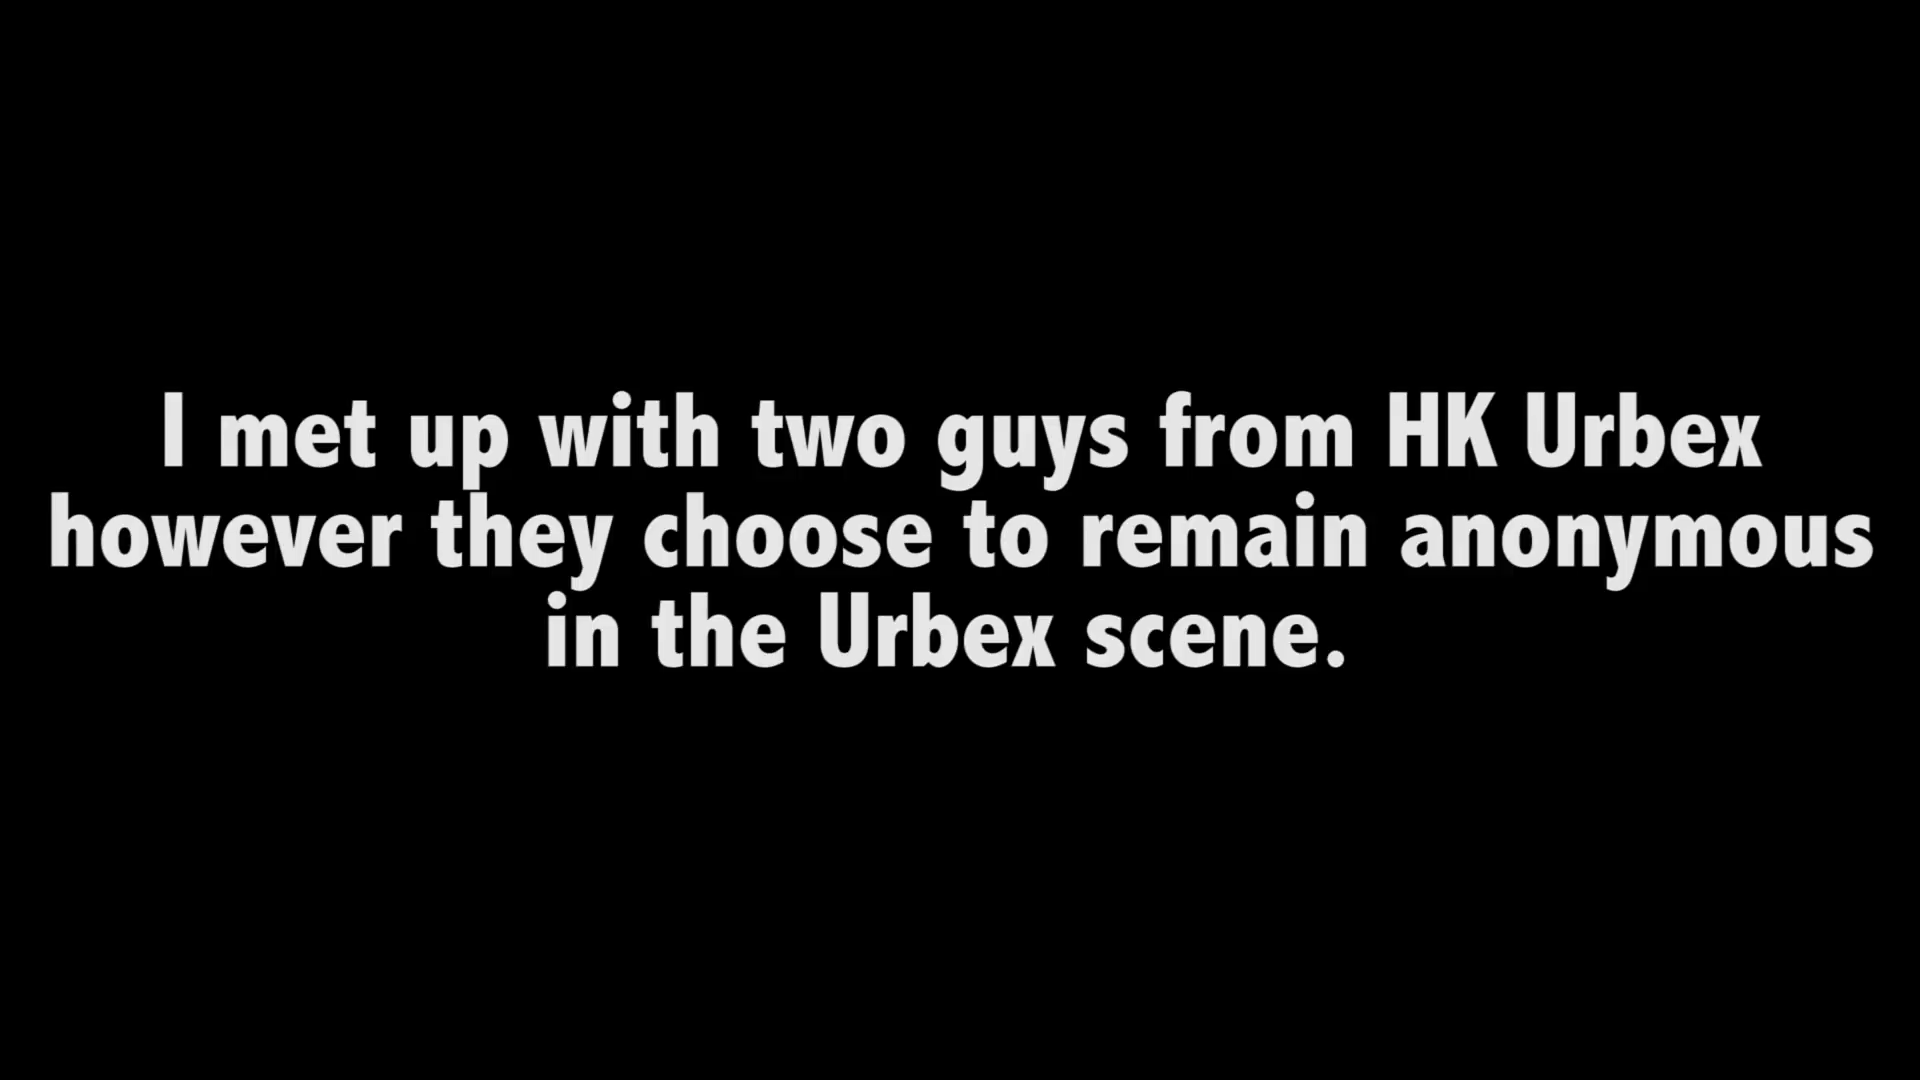 I met up with two guys from HK Urbex
however they choose to remain anonymous
in the Urbex scene.